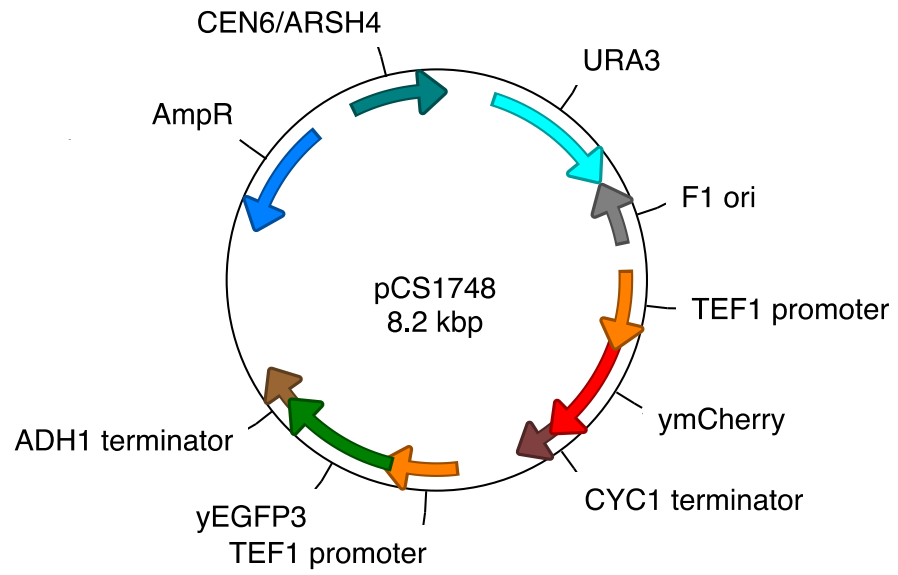 CEN6/ARSH4
URA3
AmpR
F1 ori
pCS1748
8.2 kbp
TEF1 promoter
ymCherry
ADH1 terminator
CYC1 terminator
yEGFP3
TEF1 promoter